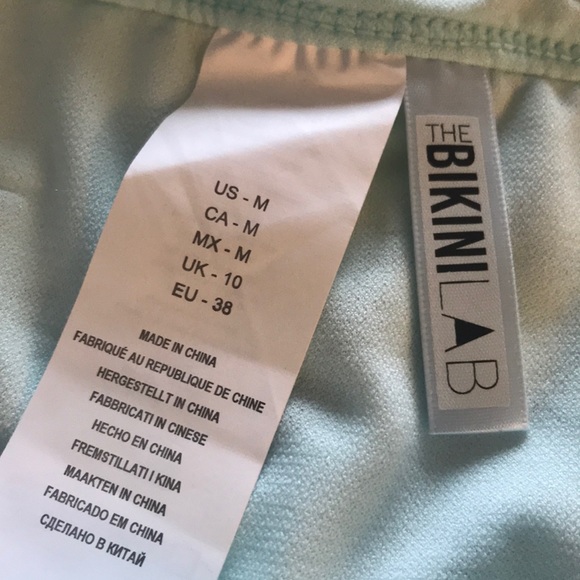 US - M
CA - M
MX - M
UK - 10
EU - 38
MADE IN CHINA
FABRIQUÉ AU REPUBLIQUE DE CHINE
HERGESTELLT IN CHINA
FABBRICATI IN CINESE
HECHO EN CHINA
FREMSTILLATI I KINA
MAAKTEN IN CHINA
FABRICADO EM CHINA
СДЕЛАНО В КИТАЙ
THE
BIKINI
LAB